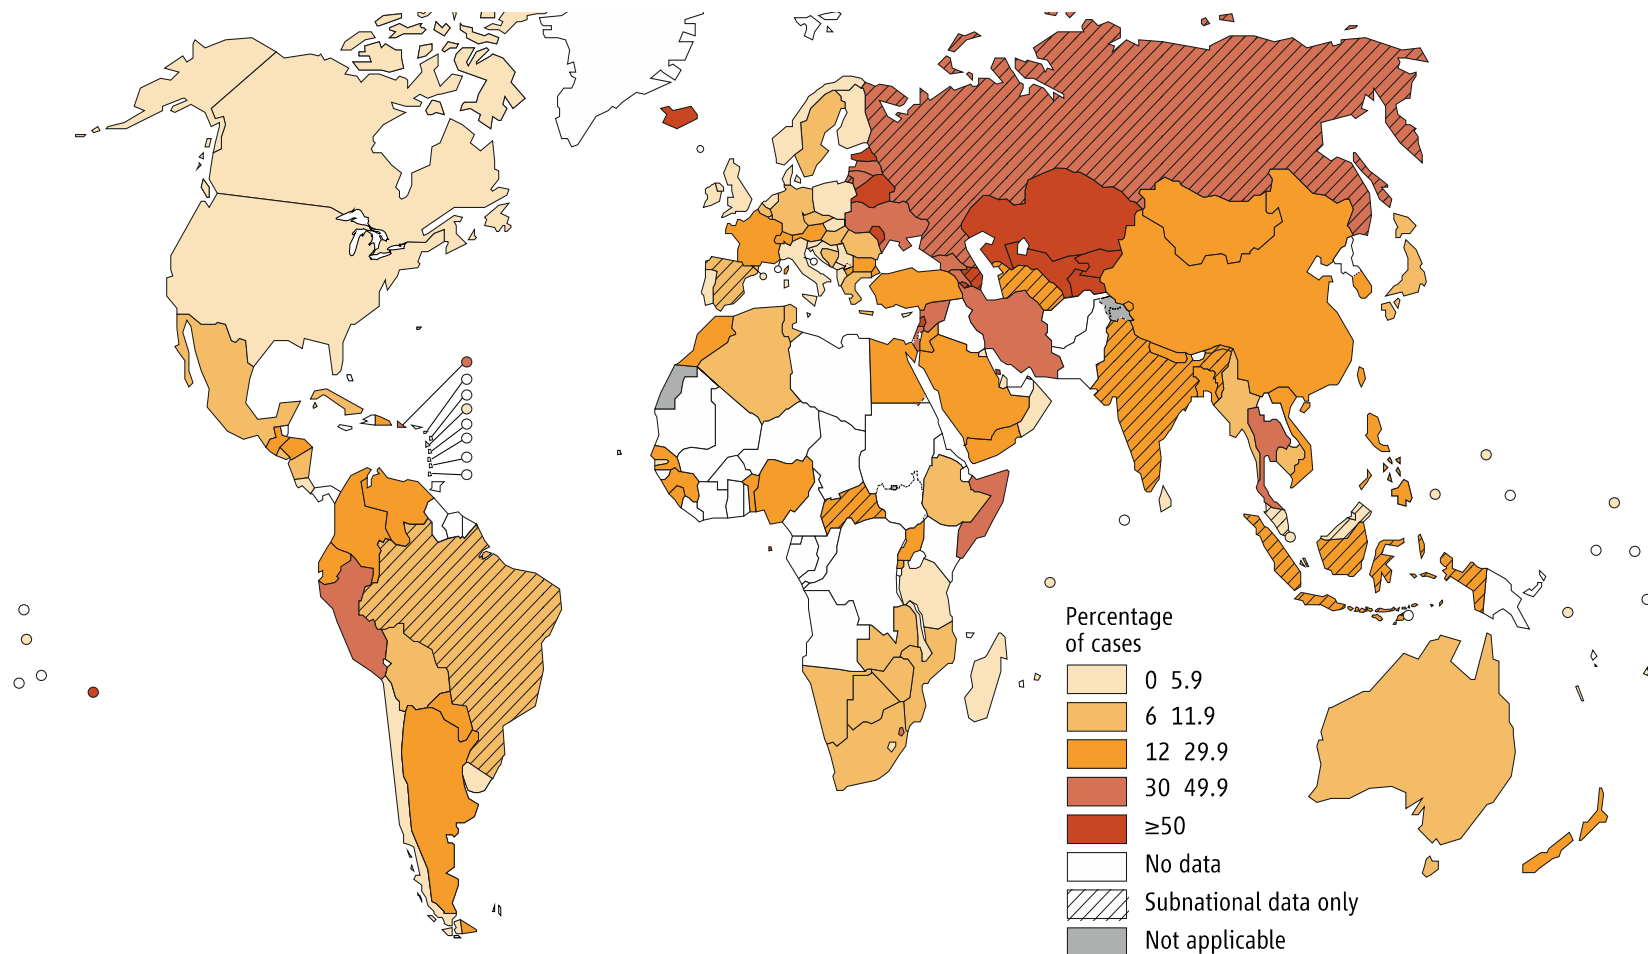 Percentage
of cases
0 5.9
6 11.9
12 29.9
30 49.9
≥50
No data
Subnational data only
Not applicable